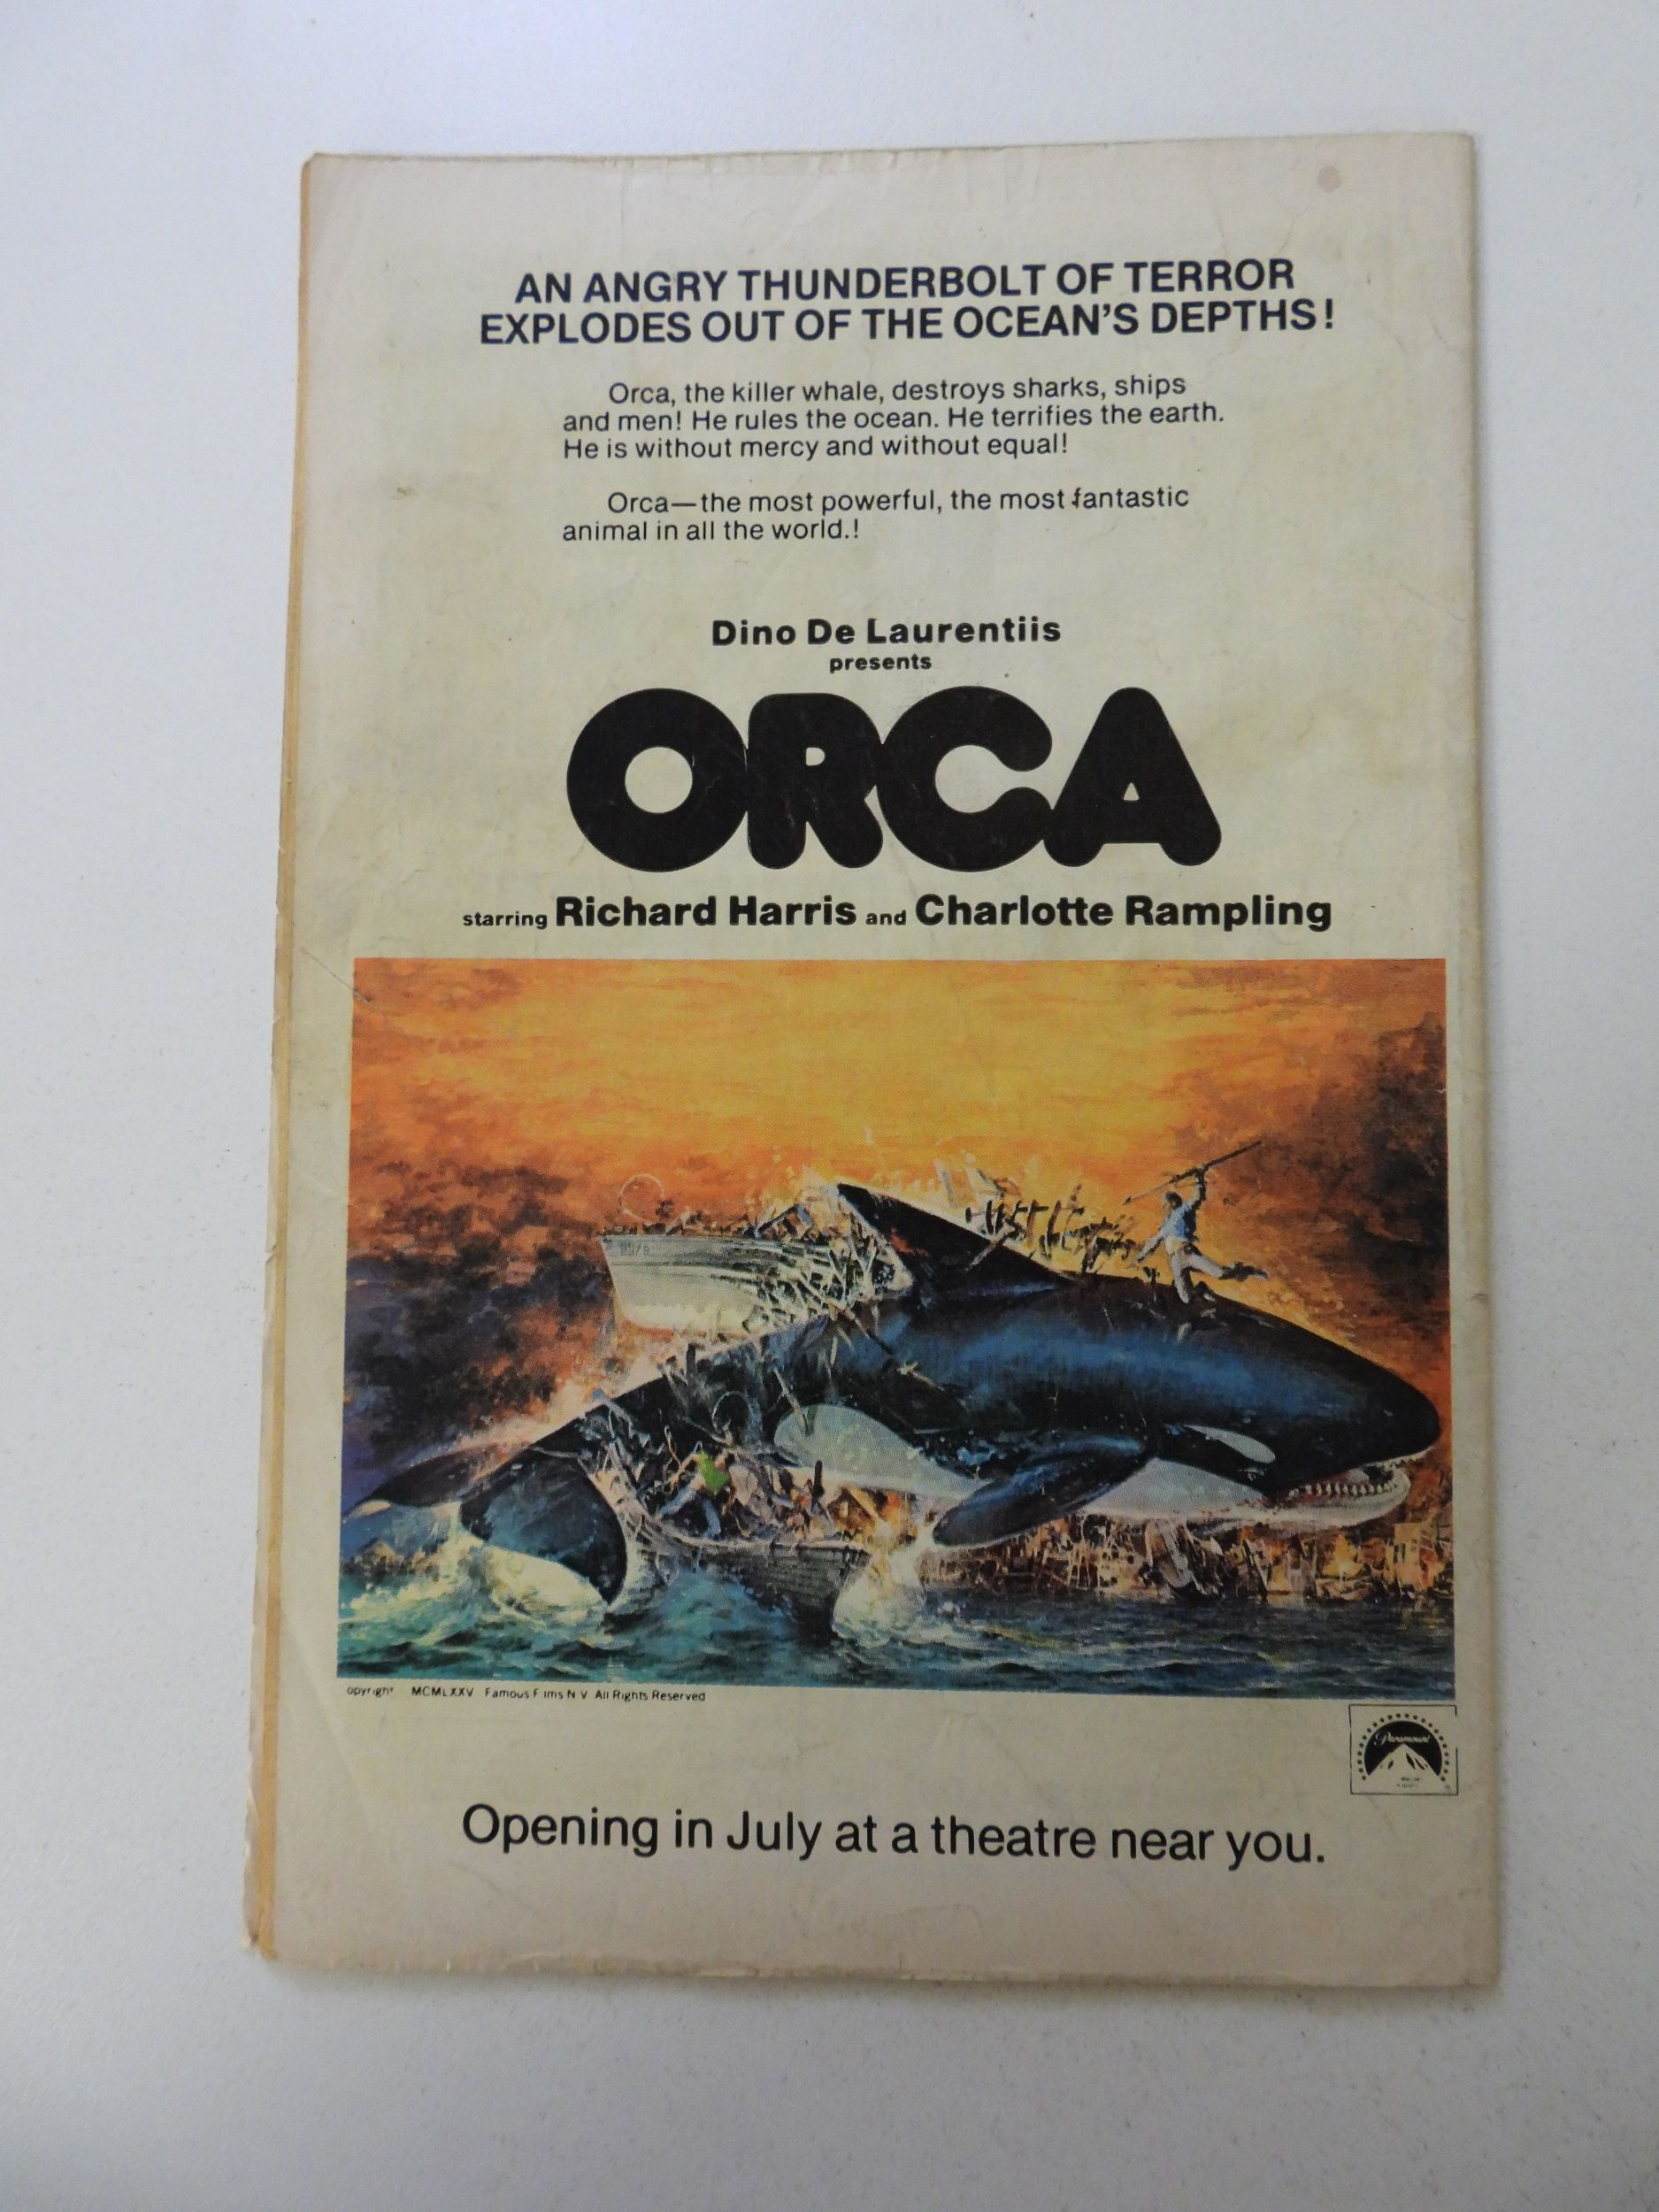 AN ANGRY THUNDERBOLT OF TERROR
EXPLODES OUT OF THE OCEAN'S DEPTHS!
Orca, the killer whale, destroys sharks, ships
and men! He rules the ocean. He terrifies the earth.
He is without mercy and without equal!
Orca—the most powerful, the most fantastic
animal in all the world.!
Dino De Laurentiis
presents
ORCA
starring Richard Harris and Charlotte Rampling
opyright MCMLXXV Famous F ims N V All Rights Reserved
Paramount
Opening in July at a theatre near you.